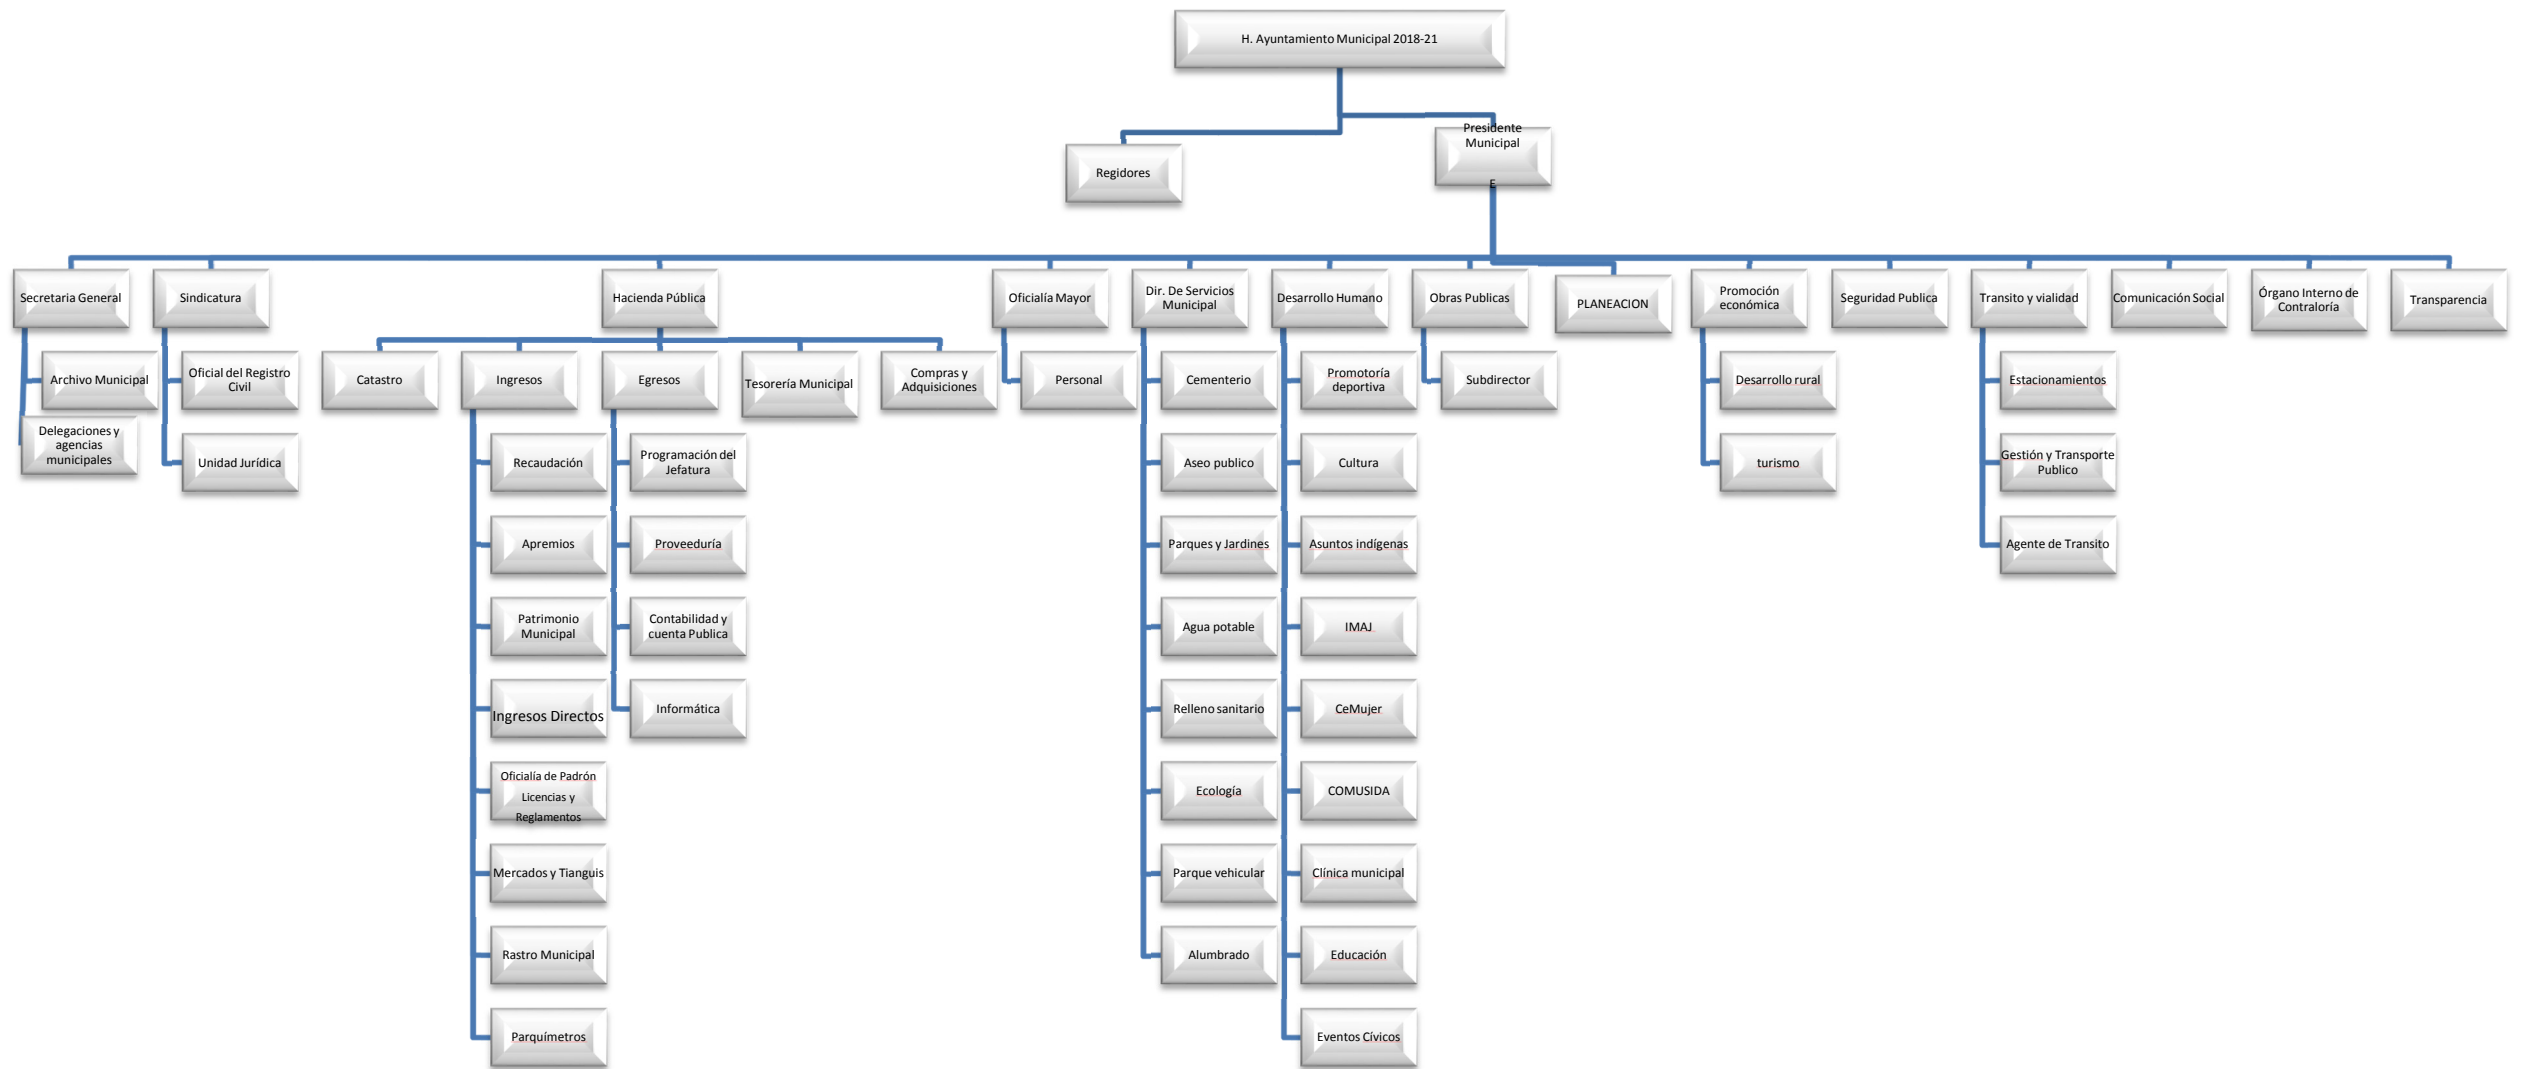 H. Ayuntamiento Municipal 2018-21
Presidente
Municipal
E
Regidores
Secretaria General
Sindicatura
Hacienda Pública
Oficialía Mayor
Dir. De Servicios
Municipal
Desarrollo Humano
Obras Publicas
PLANEACION
Promoción
económica
Seguridad Publica
Transito y vialidad
Comunicación Social
Órgano Interno de
Contraloría
Transparencia
Archivo Municipal
Delegaciones y
agencias
municipales
Oficial del Registro
Civil
Unidad Jurídica
Catastro
Ingresos
Egresos
Tesorería Municipal
Compras y
Adquisiciones
Recaudación
Apremios
Patrimonio
Municipal
Ingresos Directos
Oficialía de Padrón
Licencias y
Reglamentos
Mercados y Tianguis
Rastro Municipal
Parquímetros
Programación del
Jefatura
Proveeduría
Contabilidad y
cuenta Publica
Informática
Personal
Cementerio
Aseo publico
Parques y Jardines
Agua potable
Relleno sanitario
Ecología
Parque vehicular
Alumbrado
Promotoría
deportiva
Cultura
Asuntos indígenas
IMAJ
CeMujer
COMUSIDA
Clínica municipal
Educación
Eventos Cívicos
Subdirector
Desarrollo rural
turismo
Estacionamientos
Gestión y Transporte
Publico
Agente de Transito